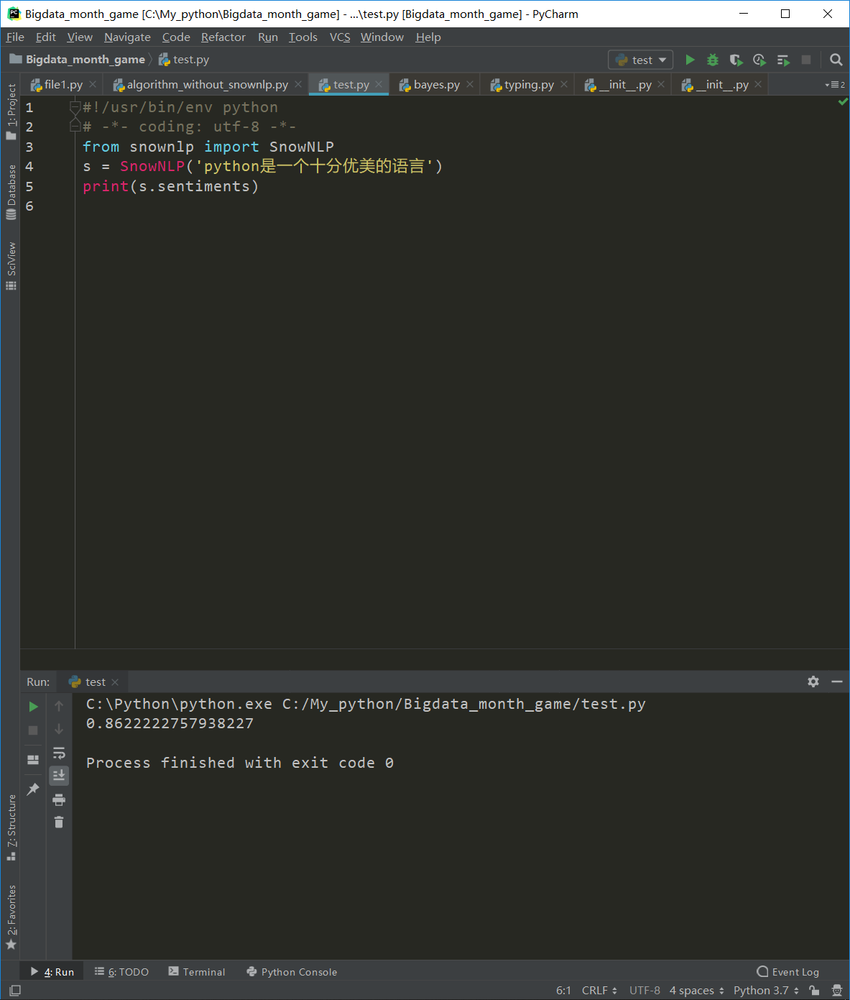 Bigdata_month_game [C:\My_python\Bigdata_month_game] - ...\test.py [Bigdata_month_game] - PyCharm
File Edit View Navigate Code Refactor Run Tools VCS Window Help
Bigdata_month_game test.py test
file1.py algorithm_without_snownlp.py test.py bayes.py typing.py __init__.py __init__.py 2
1: Project
Database
SciView
1 #!/usr/bin/env python
2 # -*- coding: utf-8 -*-
3 from snownlp import SnowNLP
4 s = SnowNLP('python是一个十分优美的语言')
5 print(s.sentiments)
6
Run: test
C:\Python\python.exe C:/My_python/Bigdata_month_game/test.py
0.8622222757938227
Process finished with exit code 0
7: Structure
2: Favorites
4: Run 6: TODO Terminal Python Console Event Log
6:1 CRLF UTF-8 4 spaces Python 3.7